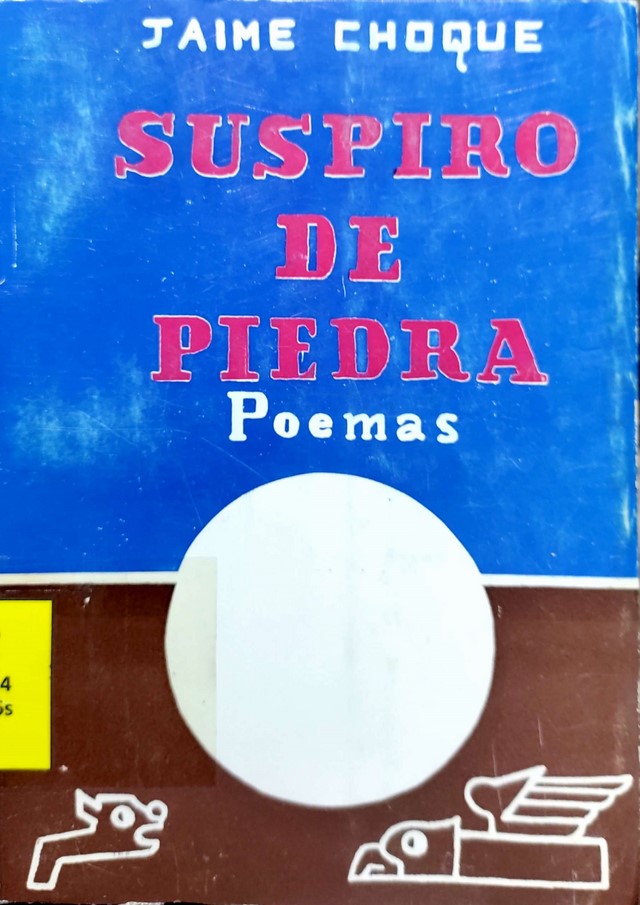 JAIME CHOQUE
SUSPIRO
DE
PIEDRA
Poemas
4